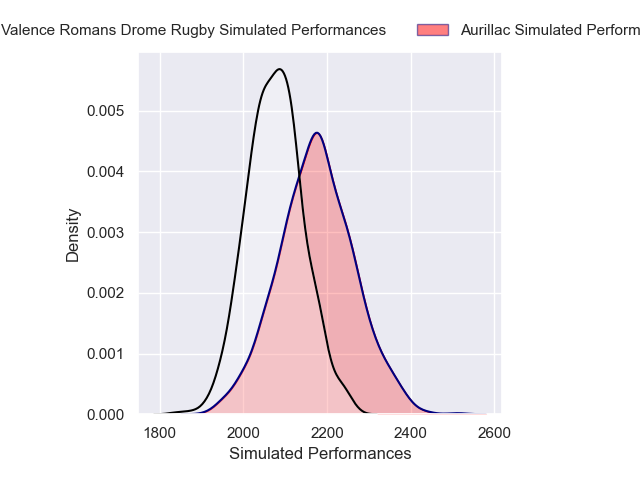 Valence Romans Drome Rugby Simulated Performances
Aurillac Simulated Perform
0.005
0.004
0.003
0.002
0.001
0.000
Density
1800 2000 2200 2400 2600
Simulated Performances